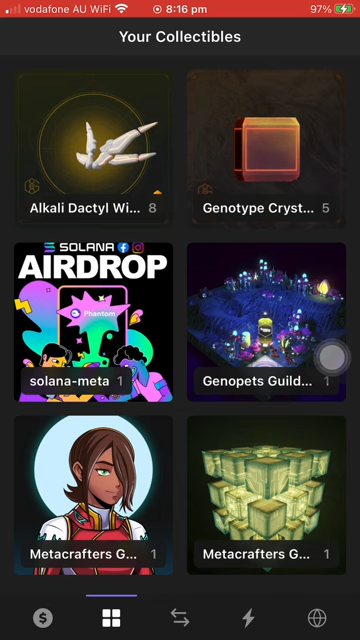 vodafone AU WiFi 8:16 pm 97%
Your Collectibles
Alkali Dactyl Wi... 8
Genotype Cryst... 5
SOLANA
AIRDROP
Phantom
solana-meta 1
Genopets Guild... 1
Metacrafters G... 1
Metacrafters G... 1